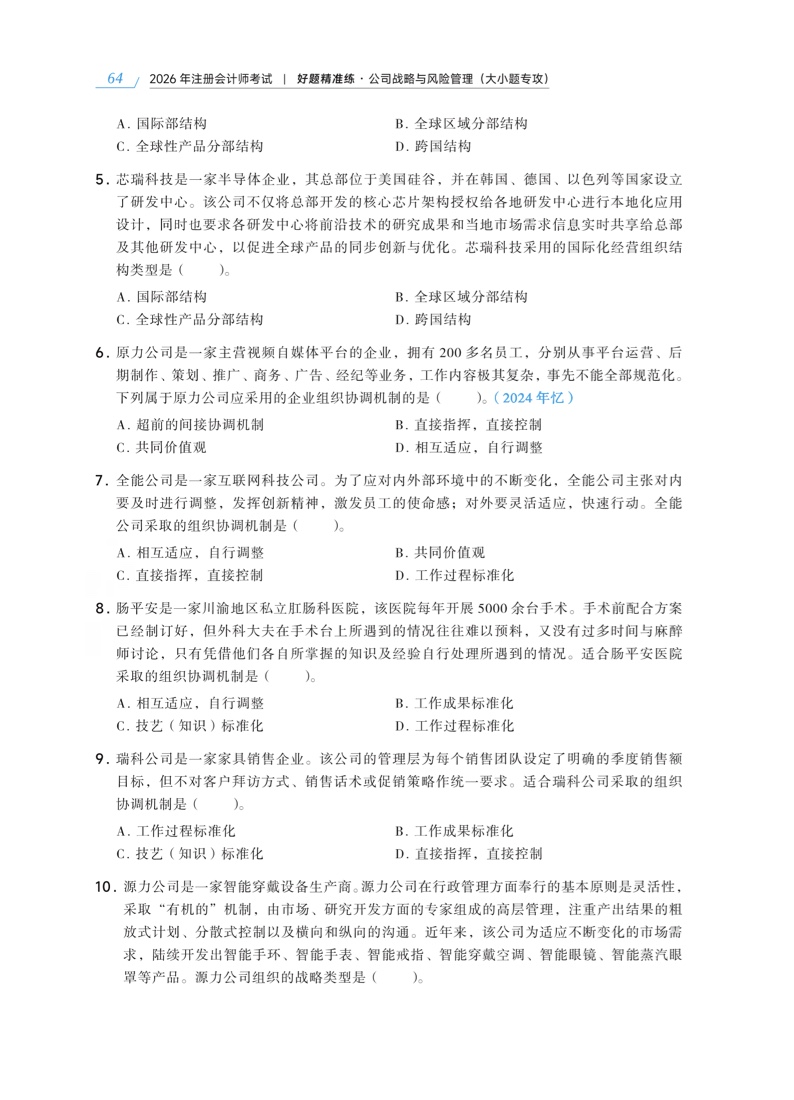 64 2026 年注册会计师考试 | 好题精准练·公司战略与风险管理（大小题专攻）
A. 国际部结构 B. 全球区域分部结构
C. 全球性产品分部结构 D. 跨国结构
5. 芯瑞科技是一家半导体企业，其总部位于美国硅谷，并在韩国、德国、以色列等国家设立
了研发中心。该公司不仅将总部开发的核心芯片架构授权给各地研发中心进行本地化应用
设计，同时也要求各研发中心将前沿技术的研究成果和当地市场需求信息实时共享给总部
及其他研发中心，以促进全球产品的同步创新与优化。芯瑞科技采用的国际化经营组织结
构类型是（ ）。
A. 国际部结构 B. 全球区域分部结构
C. 全球性产品分部结构 D. 跨国结构
6. 原力公司是一家主营视频自媒体平台的企业，拥有 200 多名员工，分别从事平台运营、后
期制作、策划、推广、商务、广告、经纪等业务，工作内容极其复杂，事先不能全部规范化。
下列属于原力公司应采用的企业组织协调机制的是（ ）。（2024 年忆）
A. 超前的间接协调机制 B. 直接指挥，直接控制
C. 共同价值观 D. 相互适应，自行调整
7. 全能公司是一家互联网科技公司。为了应对内外部环境中的不断变化，全能公司主张对内
要及时进行调整，发挥创新精神，激发员工的使命感；对外要灵活适应，快速行动。全能
公司采取的组织协调机制是（ ）。
A. 相互适应，自行调整 B. 共同价值观
C. 直接指挥，直接控制 D. 工作过程标准化
8. 肠平安是一家川渝地区私立肛肠科医院，该医院每年开展 5000 余台手术。手术前配合方案
已经制订好，但外科大夫在手术台上所遇到的情况往往难以预料，又没有过多时间与麻醉
师讨论，只有凭借他们各自所掌握的知识及经验自行处理所遇到的情况。适合肠平安医院
采取的组织协调机制是（ ）。
A. 相互适应，自行调整 B. 工作成果标准化
C. 技艺（知识）标准化 D. 工作过程标准化
9. 瑞科公司是一家家具销售企业。该公司的管理层为每个销售团队设定了明确的季度销售额
目标，但不对客户拜访方式、销售话术或促销策略作统一要求。适合瑞科公司采取的组织
协调机制是（ ）。
A. 工作过程标准化 B. 工作成果标准化
C. 技艺（知识）标准化 D. 直接指挥，直接控制
10. 源力公司是一家智能穿戴设备生产商。源力公司在行政管理方面奉行的基本原则是灵活性，
采取“有机的”机制，由市场、研究开发方面的专家组成的高层管理，注重产出结果的粗
放式计划、分散式控制以及横向和纵向的沟通。近年来，该公司为适应不断变化的市场需
求，陆续开发出智能手环、智能手表、智能戒指、智能穿戴空调、智能眼镜、智能蒸汽眼
罩等产品。源力公司组织的战略类型是（ ）。